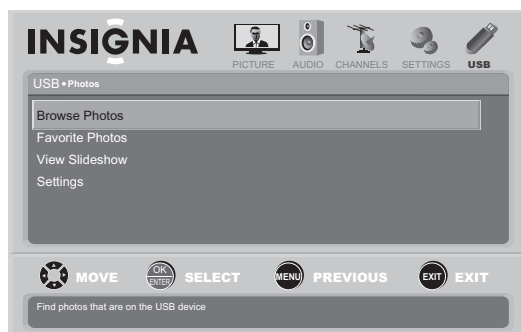 INSIGNIA
PICTURE AUDIO CHANNELS SETTINGS USB
USB • Photos
Browse Photos
Favorite Photos
View Slideshow
Settings
MOVE OK ENTER SELECT MENU PREVIOUS EXIT EXIT
Find photos that are on the USB device